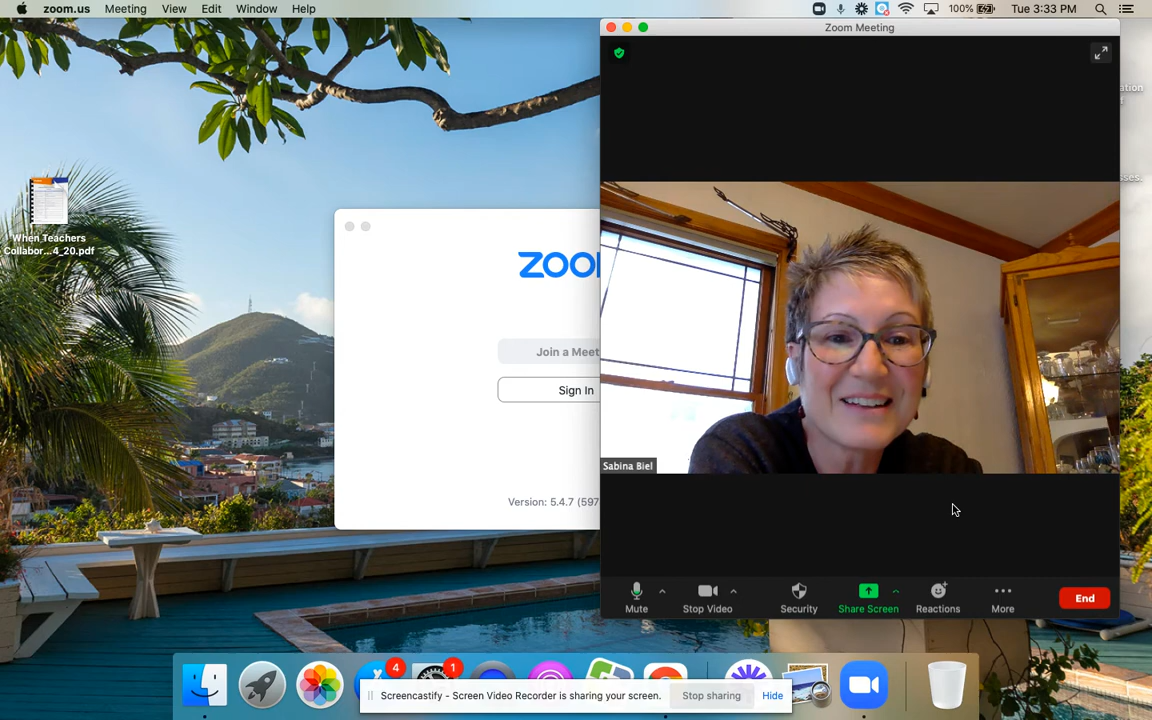 zoom.us Meeting View Edit Window Help
100% Tue 3:33 PM
Zoom Meeting
When Teachers
Collabor...4_20.pdf
Join a Meet
Sign In
Version: 5.4.7 (597
Sabina Biel
Mute
Stop Video
Security
Share Screen
Reactions
More
End
4
1
Screencastify - Screen Video Recorder is sharing your screen.
Stop sharing
Hide